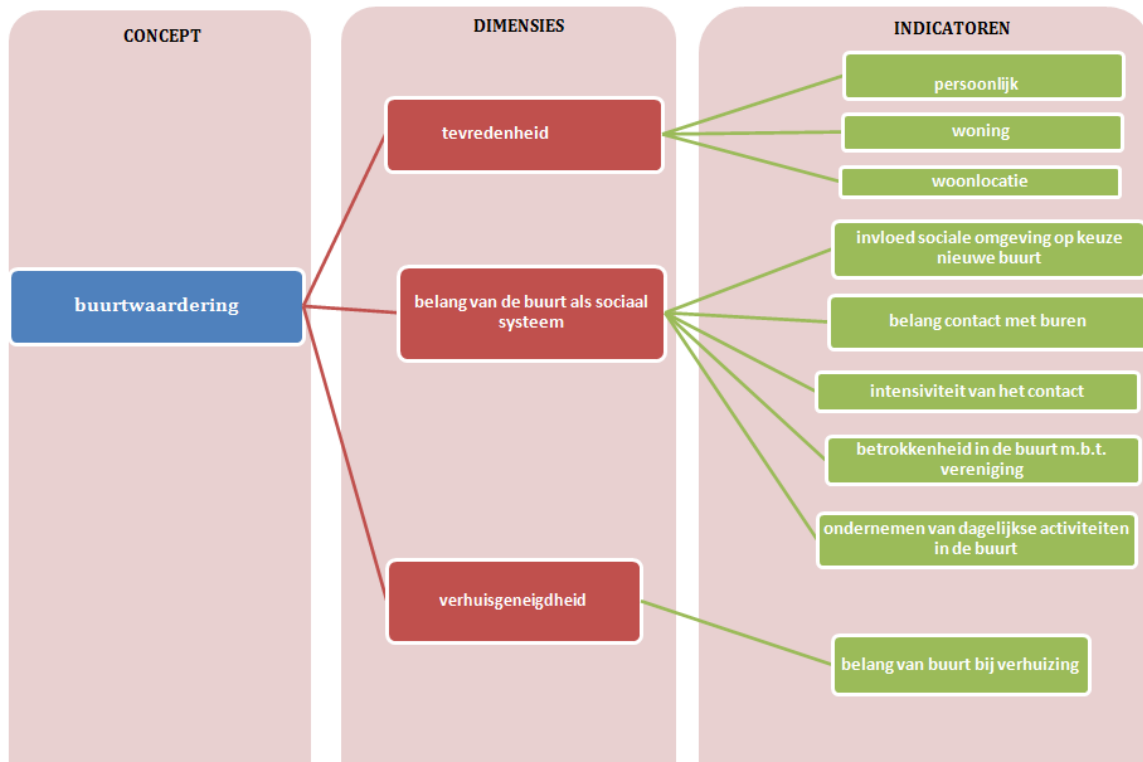 CONCEPT
DIMENSIES
INDICATOREN
buurtwaardering
tevredenheid
belang van de buurt als sociaal
systeem
verhuisgeneigdheid
persoonlijk
woning
woonlocatie
invloed sociale omgeving op keuze
nieuwe buurt
belang contact met buren
intensiviteit van het contact
betrokkenheid in de buurt m.b.t.
vereniging
ondernemen van dagelijkse activiteiten
in de buurt
belang van buurt bij verhuizing